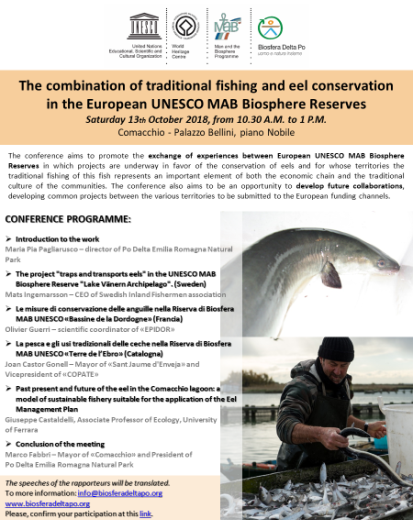 United Nations
Educational, Scientific and
Cultural Organization
World
Heritage
Centre
MaB
Man and the
Biosphere
Programme
Biosfera Delta Po
uomo e natura insieme
The combination of traditional fishing and eel conservation
in the European UNESCO MAB Biosphere Reserves
Saturday 13th October 2018, from 10.30 A.M. to 1 P.M.
Comacchio - Palazzo Bellini, piano Nobile
The conference aims to promote the exchange of experiences between European UNESCO MAB Biosphere
Reserves in which projects are underway in favor of the conservation of eels and for whose territories the
traditional fishing of this fish represents an important element of both the economic chain and the traditional
culture of the communities. The conference also aims to be an opportunity to develop future collaborations,
developing common projects between the various territories to be submitted to the European funding channels.
CONFERENCE PROGRAMME:
➤ Introduction to the work
Maria Pia Pagliarusco – director of Po Delta Emilia Romagna Natural
Park
➤ The project "traps and transports eels" in the UNESCO MAB
Biosphere Reserve "Lake Vänern Archipelago". (Sweden)
Mats Ingemarsson – CEO of Swedish Inland Fishermen association
➤ Le misure di conservazione delle anguille nella Riserva di Biosfera
MAB UNESCO «Bassine de la Dordogne» (Francia)
Olivier Guerri – scientific coordinator of «EPIDOR»
➤ La pesca e gli usi tradizionali delle ceche nella Riserva di Biosfera
MAB UNESCO «Terre de l'Ebro» (Catalogna)
Joan Castor Gonell – Mayor of «Sant Jaume d'Enveja» and
Vicepresident of «COPATE»
➤ Past present and future of the eel in the Comacchio lagoon: a
model of sustainable fishery suitable for the application of the Eel
Management Plan
Giuseppe Castaldelli, Associate Professor of Ecology, University
of Ferrara
➤ Conclusion of the meeting
Marco Fabbri – Mayor of «Comacchio» and President of
Po Delta Emilia Romagna Natural Park
The speeches of the rapporteurs will be translated.
To more information: info@biosferadeltapo.org
www.biosferadeltapo.org
Please, confirm your participation at this link.